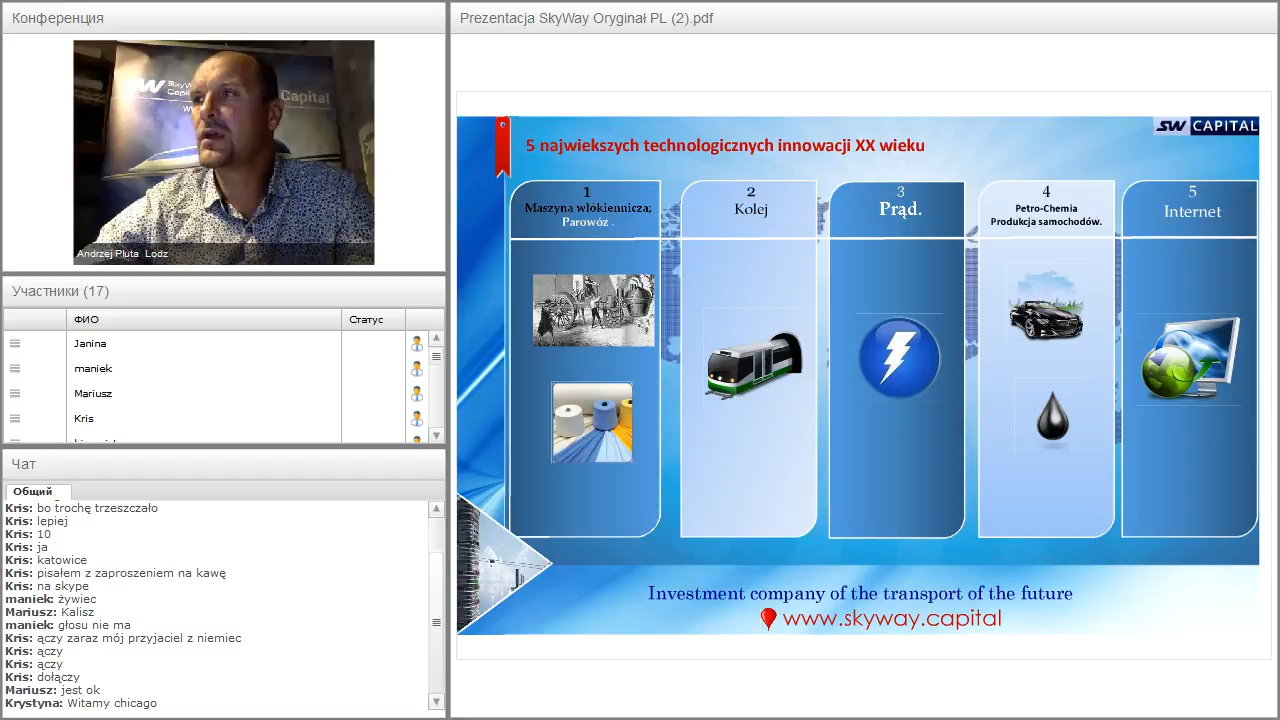 Конференция
SkyWay
Capital
Capital
Andrzej Pluta Lodz
Участники (17)
ФИО
Статус
Janina
maniek
Mariusz
Kris
Чат
Общий
Kris: bo trochę trzeszczało
Kris: lepiej
Kris: 10
Kris: ja
Kris: katowice
Kris: pisałem z zaproszeniem na kawę
Kris: na skype
maniek: żywiec
Mariusz: Kalisz
maniek: głosu nie ma
Kris: ączy zaraz mój przyjaciel z niemiec
Kris: ączy
Kris: ączy
Kris: dołączy
Mariusz: jest ok
Krystyna: Witamy chicago
Prezentacja SkyWay Oryginał PL (2).pdf
SW CAPITAL
5 najwiekszych technologicznych innowacji XX wieku
1
Maszyna włókiennicza;
Parowóz .
2
Kolej
3
Prąd.
4
Petro-Chemia
Produkcja samochodów.
5
Internet
Investment company of the transport of the future
www.skyway.capital